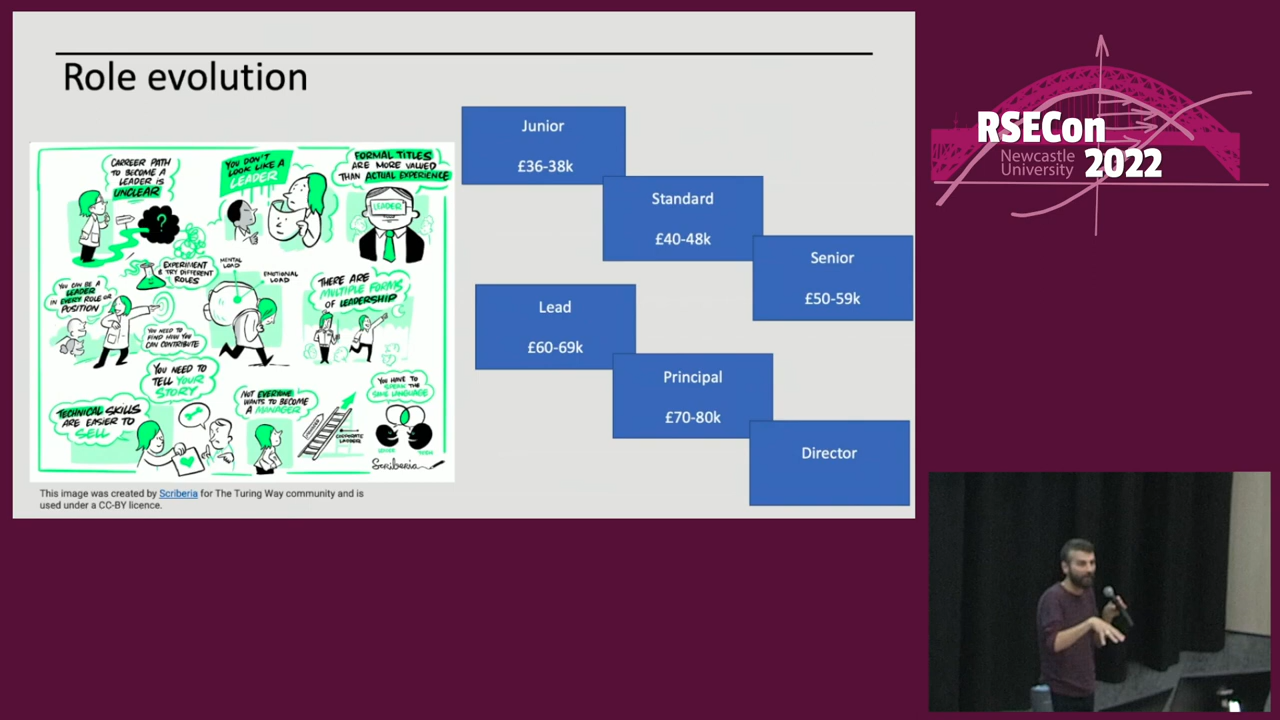 Role evolution
CARREER PATH
TO BECOME A
LEADER IS
UNCLEAR
?
YOU DON'T
LOOK LIKE A
LEADER
FORMAL TITLES
ARE MORE VALUED
THAN ACTUAL EXPERIENCE
LEADER
EXPERIMENT
& TRY DIFFERENT
ROLES
MENTAL
LOAD
EMOTIONAL
LOAD
YOU CAN BE A
LEADER
IN EVERY ROLE OR
POSITION
YOU NEED TO
FIND HOW YOU
CAN CONTRIBUTE
THERE ARE
MULTIPLE FORMS
OF LEADERSHIP
YOU NEED TO
TELL YOUR
STORY
TECHNICAL SKILLS
ARE EASIER TO
SELL
NOT EVERYONE
WANTS TO BECOME
A MANAGER
CORPORATE
LADDER
YOU HAVE TO
SPEAK THE
SAME LANGUAGE
Scriberia
This image was created by Scriberia for The Turing Way community and is
used under a CC-BY licence.
Junior
£36-38k
Standard
£40-48k
Senior
£50-59k
Lead
£60-69k
Principal
£70-80k
Director
RSECon
Newcastle
University 2022